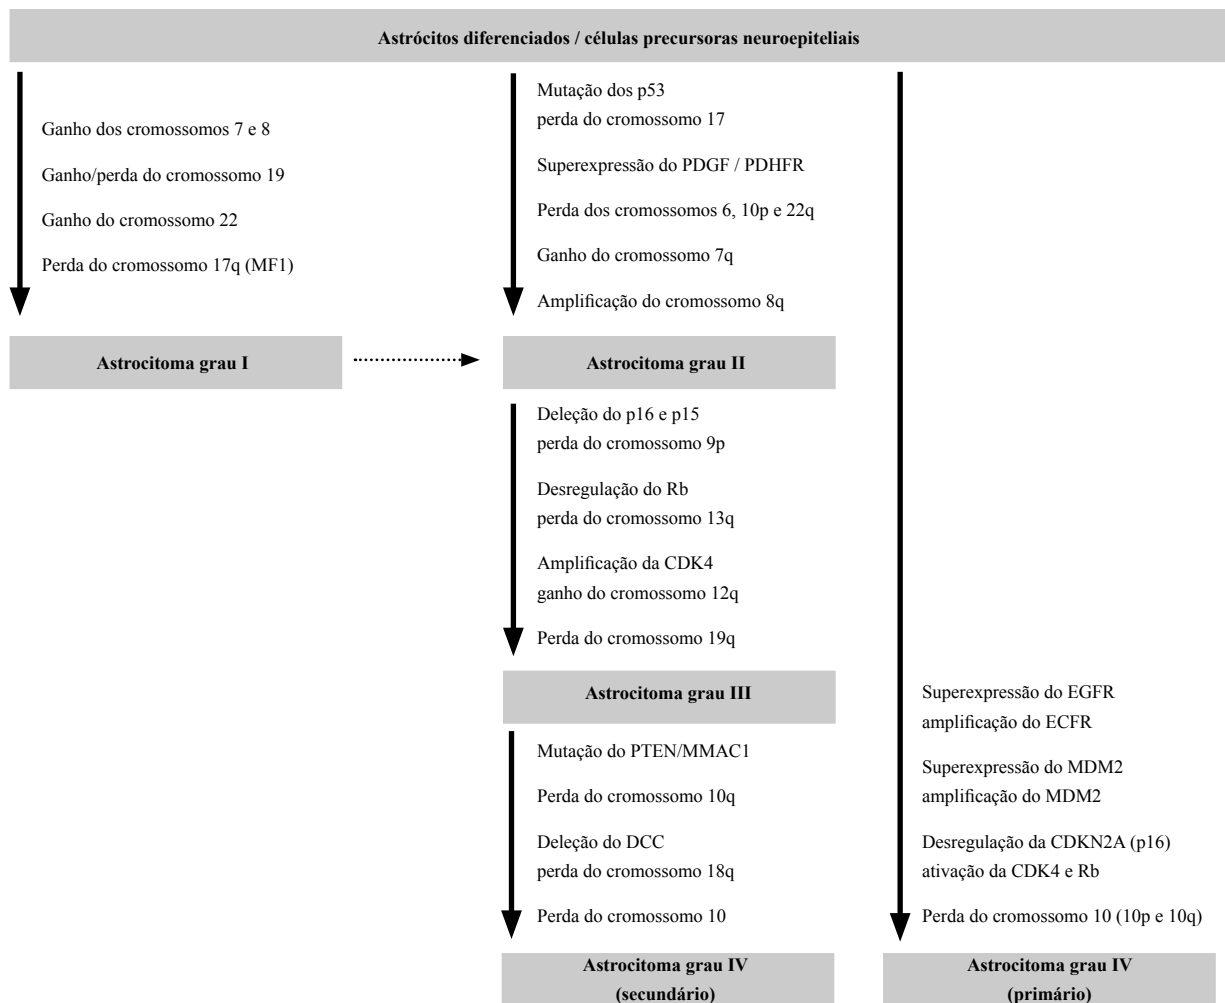 Astrócitos diferenciados / células precursoras neuroepiteliais
Ganho dos cromossomos 7 e 8
Ganho/perda do cromossomo 19
Ganho do cromossomo 22
Perda do cromossomo 17q (MF1)
Astrocitoma grau I
Mutação dos p53
perda do cromossomo 17
Superexpressão do PDGF / PDHFR
Perda dos cromossomos 6, 10p e 22q
Ganho do cromossomo 7q
Amplificação do cromossomo 8q
Astrocitoma grau II
Deleção do p16 e p15
perda do cromossomo 9p
Desregulação do Rb
perda do cromossomo 13q
Amplificação da CDK4
ganho do cromossomo 12q
Perda do cromossomo 19q
Astrocitoma grau III
Mutação do PTEN/MMAC1
Perda do cromossomo 10q
Deleção do DCC
perda do cromossomo 18q
Perda do cromossomo 10
Astrocitoma grau IV
(secundário)
Superexpressão do EGFR
amplificação do ECFR
Superexpressão do MDM2
amplificação do MDM2
Desregulação da CDKN2A (p16)
ativação da CDK4 e Rb
Perda do cromossomo 10 (10p e 10q)
Astrocitoma grau IV
(primário)